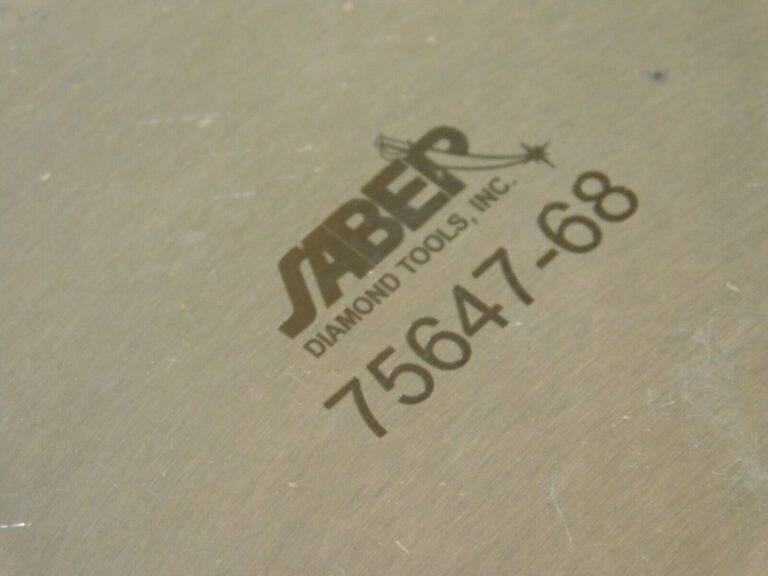 SABER
DIAMOND TOOLS, INC.
75647-68